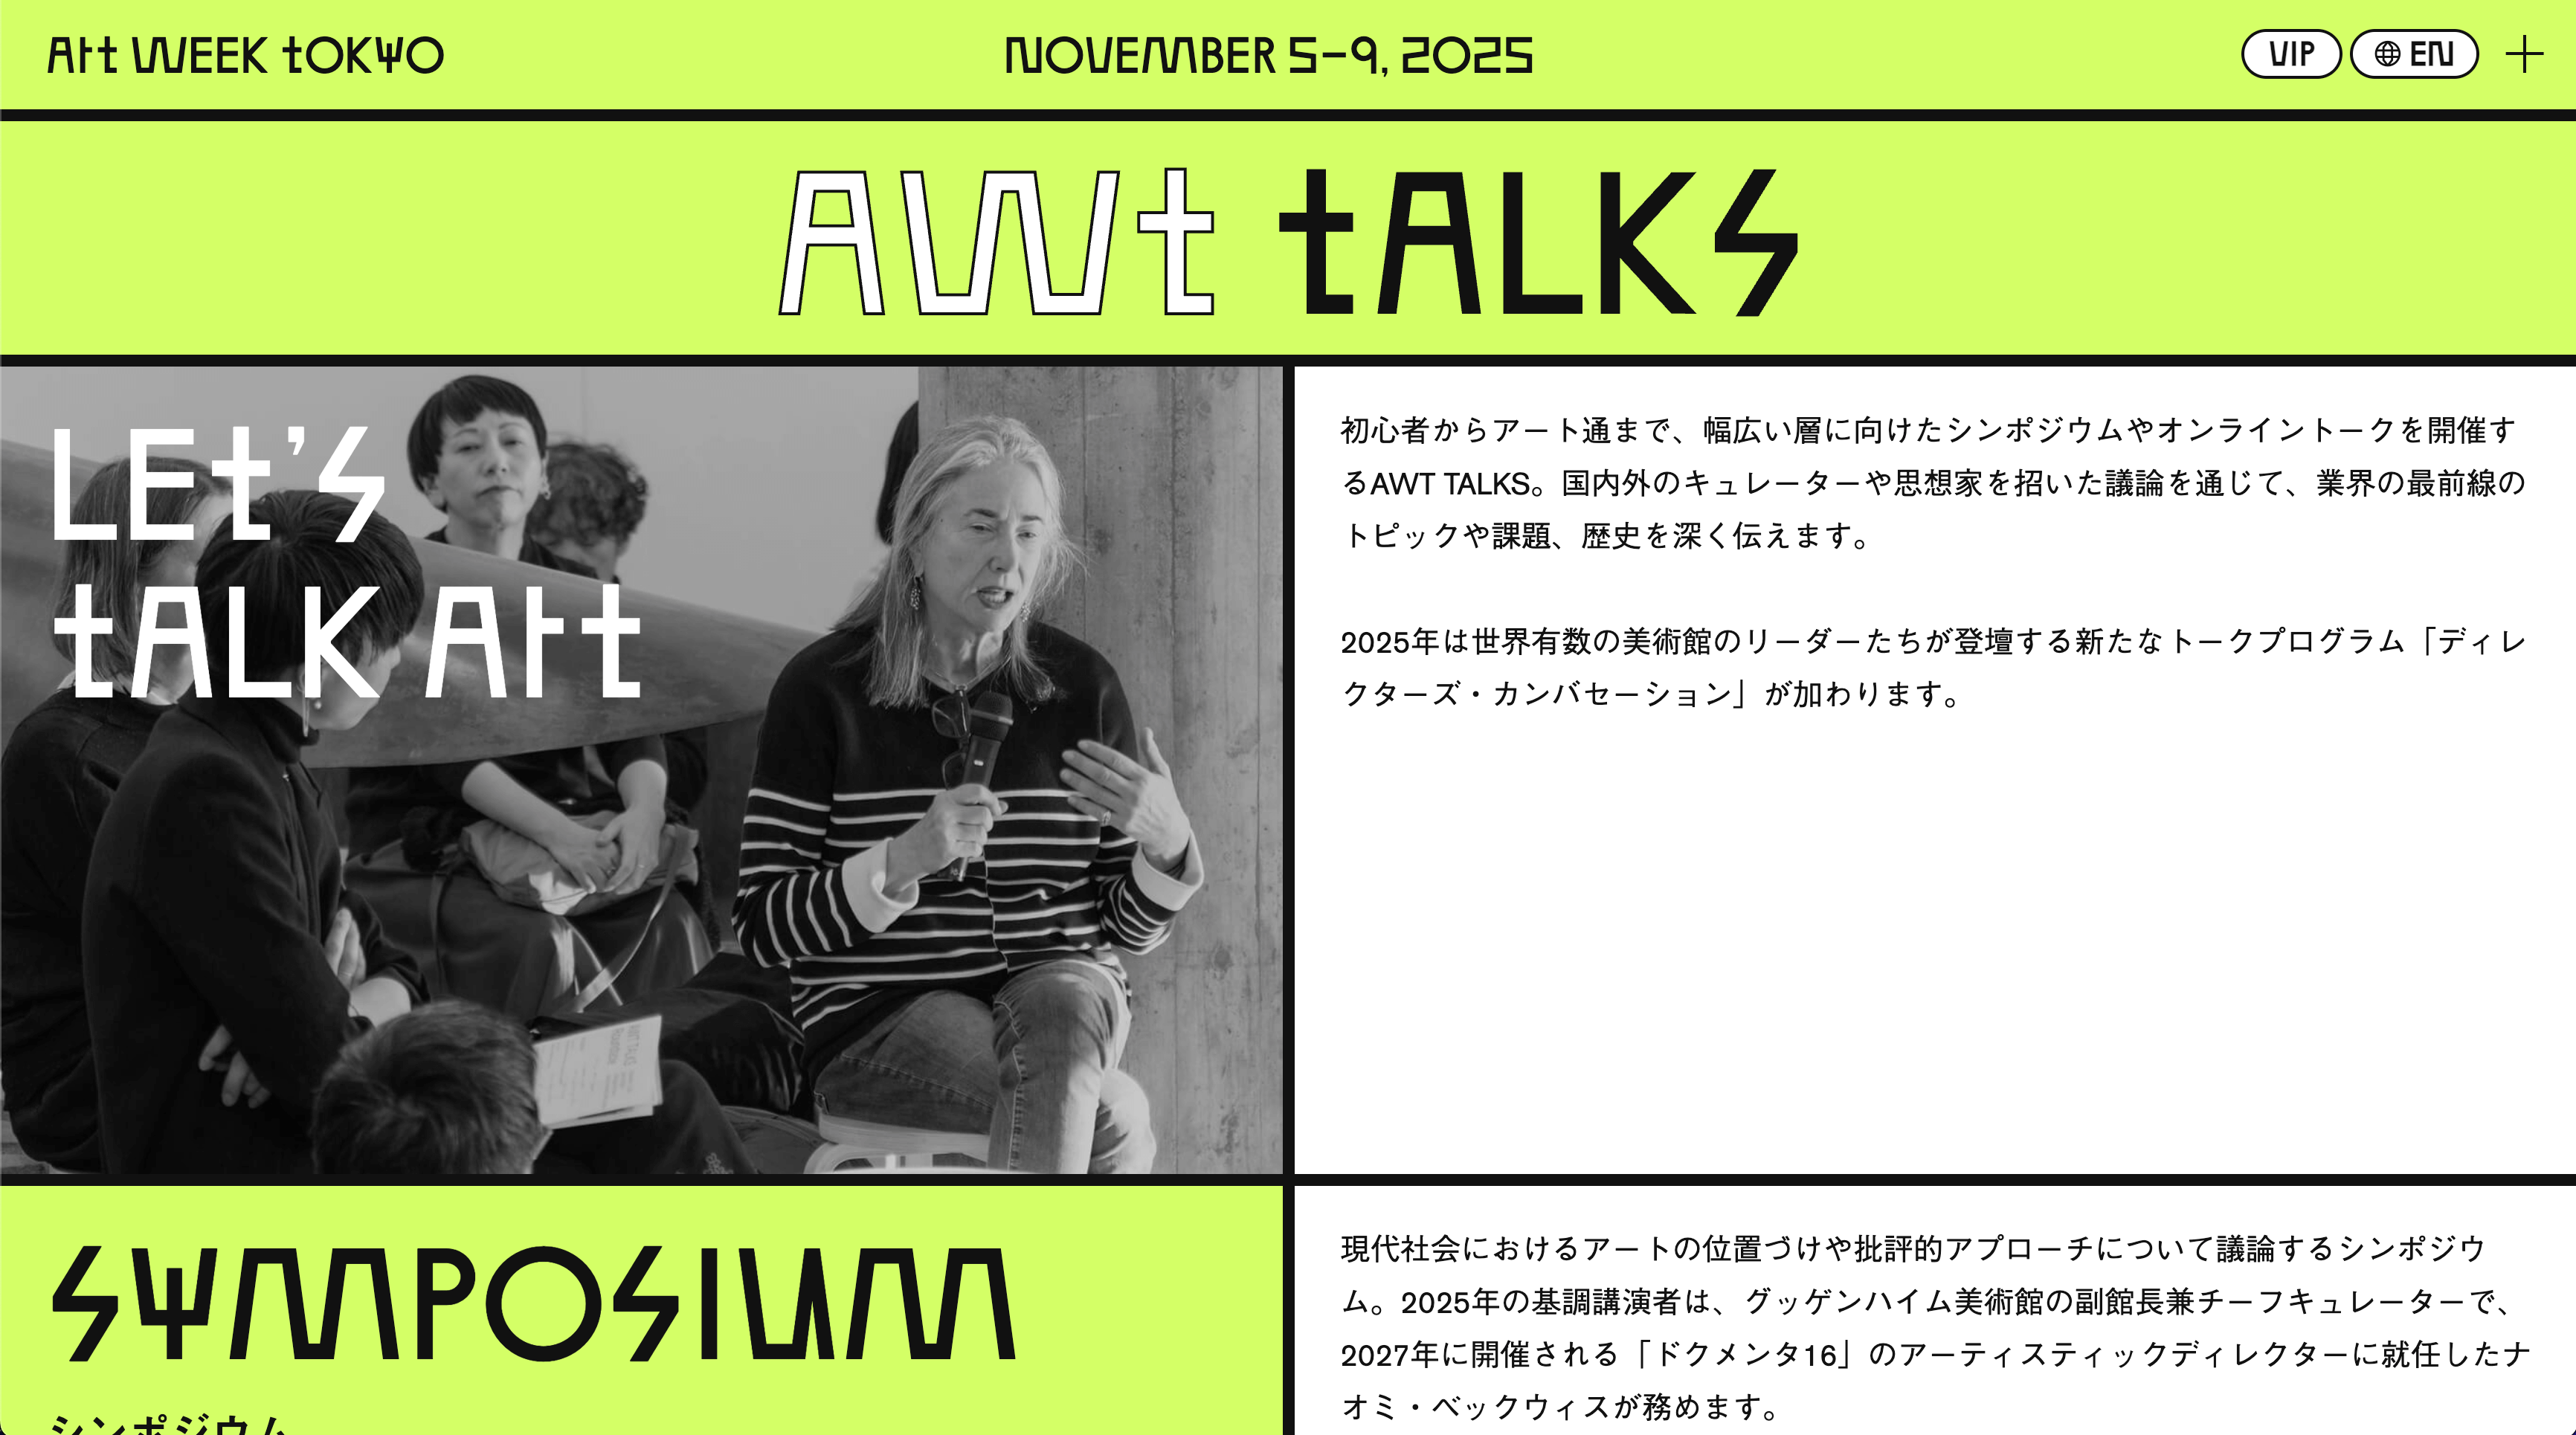 Art WEEK tOKYO
NOVEMBER 5–9, 2025
VIP
EN
AWt tALKS
LEt’S
tALK Art
初心者からアート通まで、幅広い層に向けたシンポジウムやオンライントークを開催す
るAWT TALKS。国内外のキュレーターや思想家を招いた議論を通じて、業界の最前線の
トピックや課題、歴史を深く伝えます。
2025年は世界有数の美術館のリーダーたちが登壇する新たなトークプログラム「ディレ
クターズ・カンバセーション」が加わります。
SYMPOSIUM
シンポジウム
現代社会におけるアートの位置づけや批評的アプローチについて議論するシンポジウ
ム。2025年の基調講演者は、グッゲンハイム美術館の副館長兼チーフキュレーターで、
2027年に開催される「ドクメンタ16」のアーティスティックディレクターに就任したナ
オミ・ベックウィスが務めます。